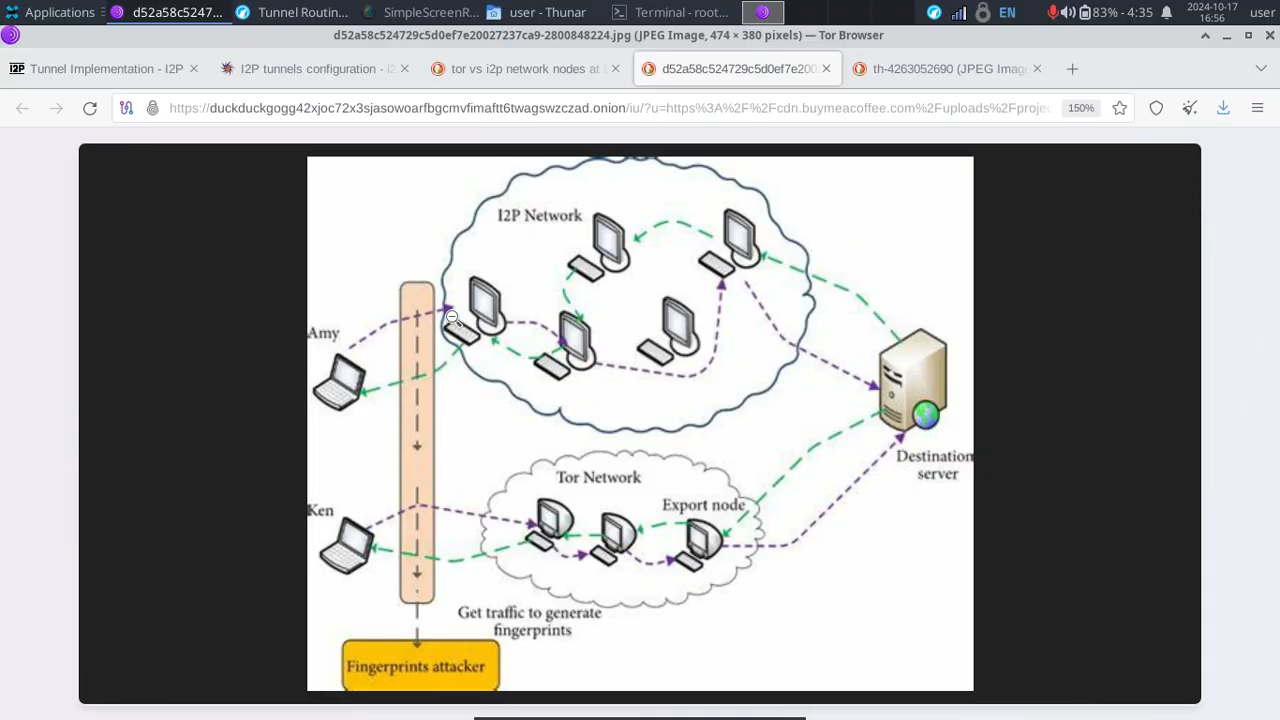 Applications
d52a58c5247...
Tunnel Routin...
SimpleScreenR...
user - Thunar
Terminal - root...
EN
83% - 4:35
2024-10-17
16:56
user
d52a58c524729c5d0ef7e20027237ca9-2800848224.jpg (JPEG Image, 474 × 380 pixels) — Tor Browser
Tunnel Implementation - I2P
I2P tunnels configuration - i2
tor vs i2p network nodes at
d52a58c524729c5d0ef7e200
th-4263052690 (JPEG Imag
https://duckduckgogg42xjoc72x3sjasowoarfbgcmvfimaftt6twagswzczad.onion/iu/?u=https%3A%2F%2Fcdn.buymeacoffee.com%2Fuploads%2Fprojec
150%
I2P Network
Amy
Destination
server
Tor Network
Export node
Ken
Get traffic to generate
fingerprints
Fingerprints attacker